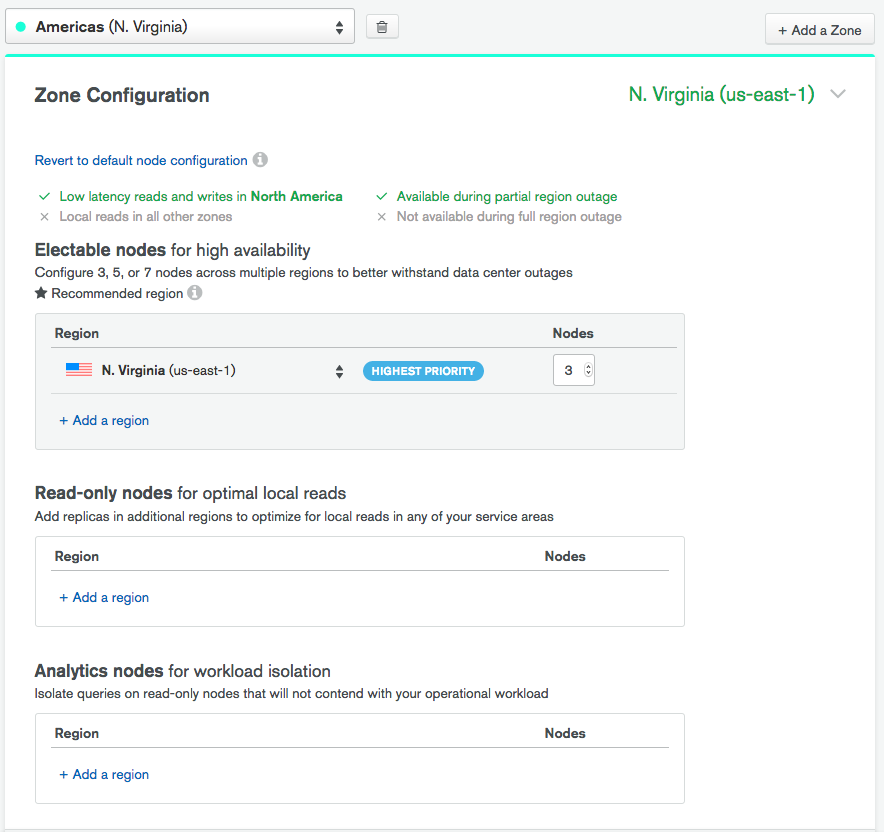 Americas (N. Virginia)
+ Add a Zone
Zone Configuration
N. Virginia (us-east-1)
Revert to default node configuration
Low latency reads and writes in North America
Available during partial region outage
Local reads in all other zones
Not available during full region outage
Electable nodes for high availability
Configure 3, 5, or 7 nodes across multiple regions to better withstand data center outages
Recommended region
Region Nodes
N. Virginia (us-east-1) HIGHEST PRIORITY 3
+ Add a region
Read-only nodes for optimal local reads
Add replicas in additional regions to optimize for local reads in any of your service areas
Region Nodes
+ Add a region
Analytics nodes for workload isolation
Isolate queries on read-only nodes that will not contend with your operational workload
Region Nodes
+ Add a region